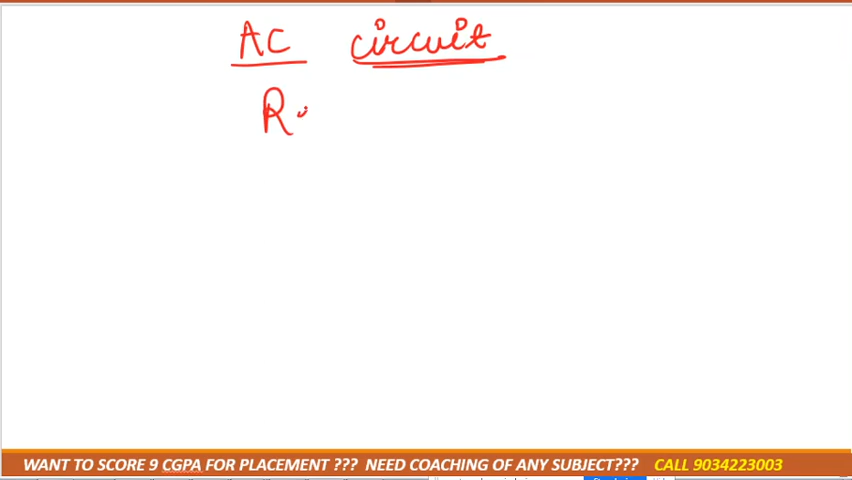 AC circuit
R
WANT TO SCORE 9 CGPA FOR PLACEMENT ??? NEED COACHING OF ANY SUBJECT??? CALL 9034223003